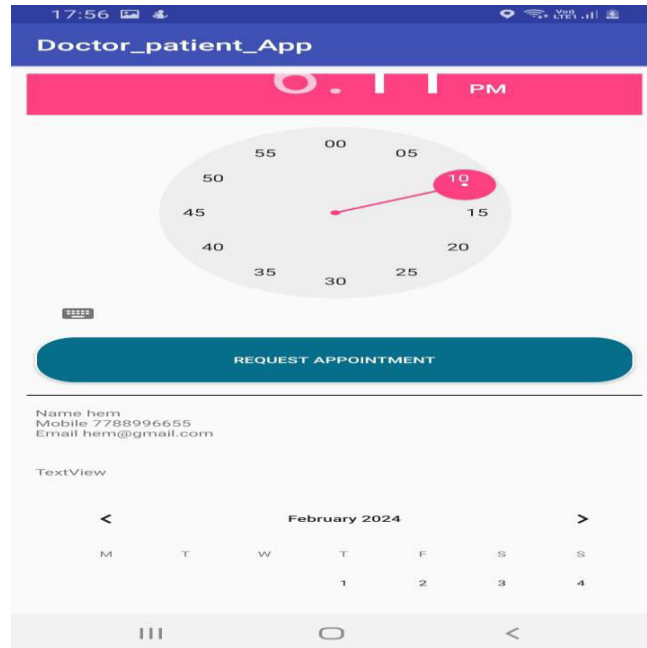 17:56
Doctor_patient_App
PM
00
55 05
50 10
45 15
40 20
35 25
30
REQUEST APPOINTMENT
Name hem
Mobile 7788996655
Email hem@gmail.com
TextView
< February 2024 >
M T W T F S S
1 2 3 4